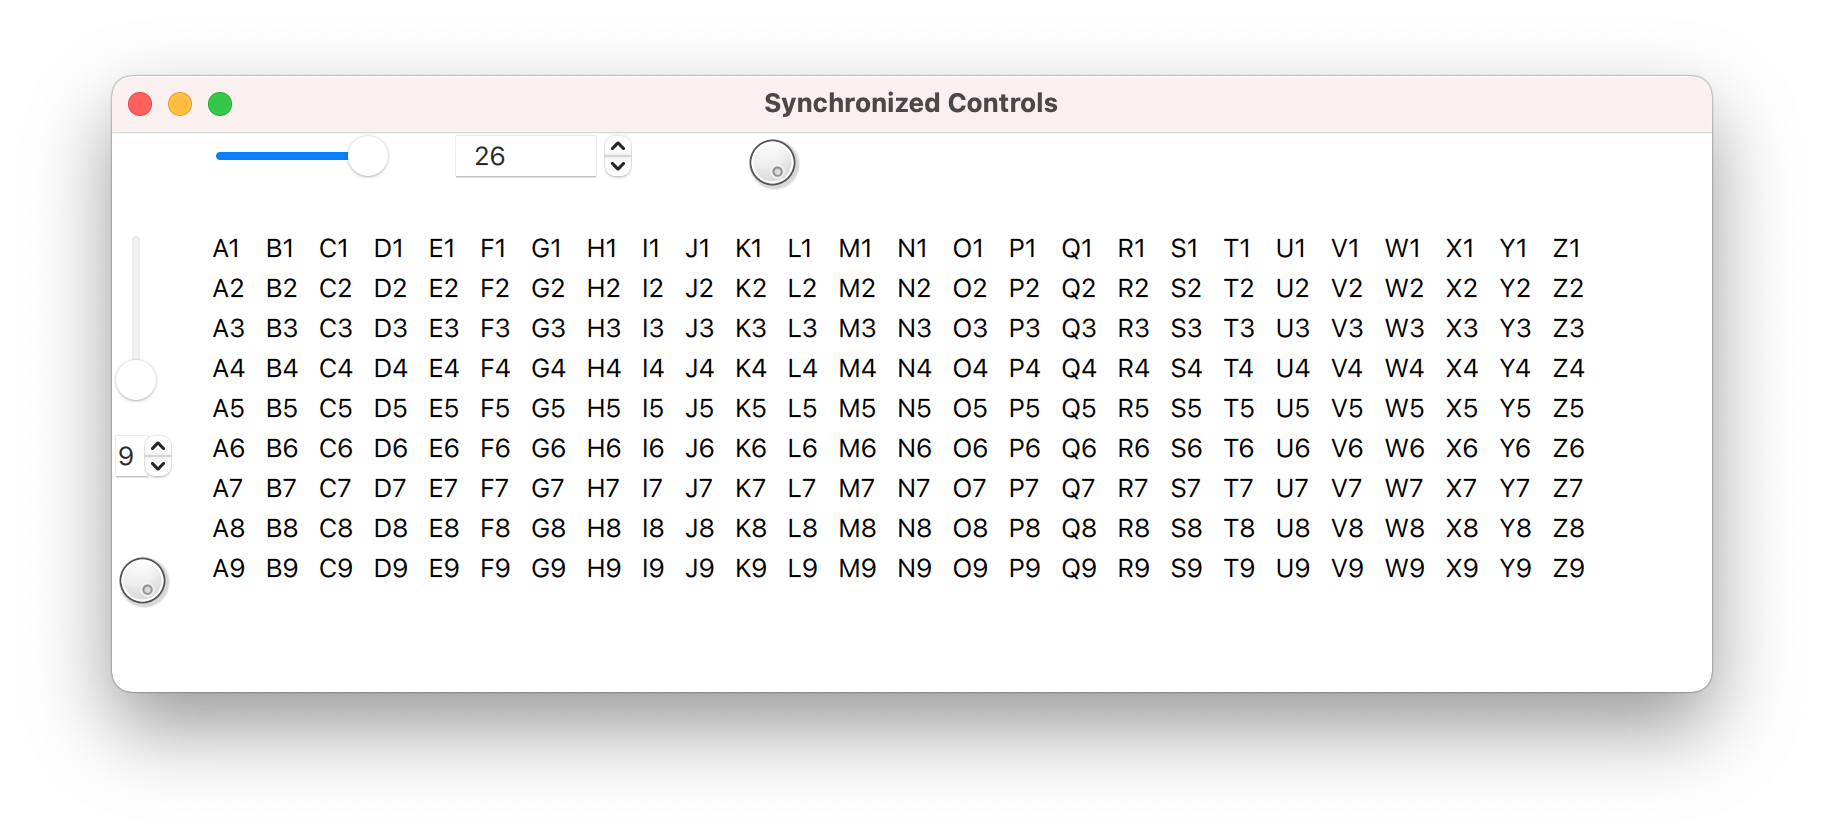 Synchronized Controls
26
A1 B1 C1 D1 E1 F1 G1 H1 I1 J1 K1 L1 M1 N1 O1 P1 Q1 R1 S1 T1 U1 V1 W1 X1 Y1 Z1
A2 B2 C2 D2 E2 F2 G2 H2 I2 J2 K2 L2 M2 N2 O2 P2 Q2 R2 S2 T2 U2 V2 W2 X2 Y2 Z2
A3 B3 C3 D3 E3 F3 G3 H3 I3 J3 K3 L3 M3 N3 O3 P3 Q3 R3 S3 T3 U3 V3 W3 X3 Y3 Z3
A4 B4 C4 D4 E4 F4 G4 H4 I4 J4 K4 L4 M4 N4 O4 P4 Q4 R4 S4 T4 U4 V4 W4 X4 Y4 Z4
A5 B5 C5 D5 E5 F5 G5 H5 I5 J5 K5 L5 M5 N5 O5 P5 Q5 R5 S5 T5 U5 V5 W5 X5 Y5 Z5
9
A6 B6 C6 D6 E6 F6 G6 H6 I6 J6 K6 L6 M6 N6 O6 P6 Q6 R6 S6 T6 U6 V6 W6 X6 Y6 Z6
A7 B7 C7 D7 E7 F7 G7 H7 I7 J7 K7 L7 M7 N7 O7 P7 Q7 R7 S7 T7 U7 V7 W7 X7 Y7 Z7
A8 B8 C8 D8 E8 F8 G8 H8 I8 J8 K8 L8 M8 N8 O8 P8 Q8 R8 S8 T8 U8 V8 W8 X8 Y8 Z8
A9 B9 C9 D9 E9 F9 G9 H9 I9 J9 K9 L9 M9 N9 O9 P9 Q9 R9 S9 T9 U9 V9 W9 X9 Y9 Z9